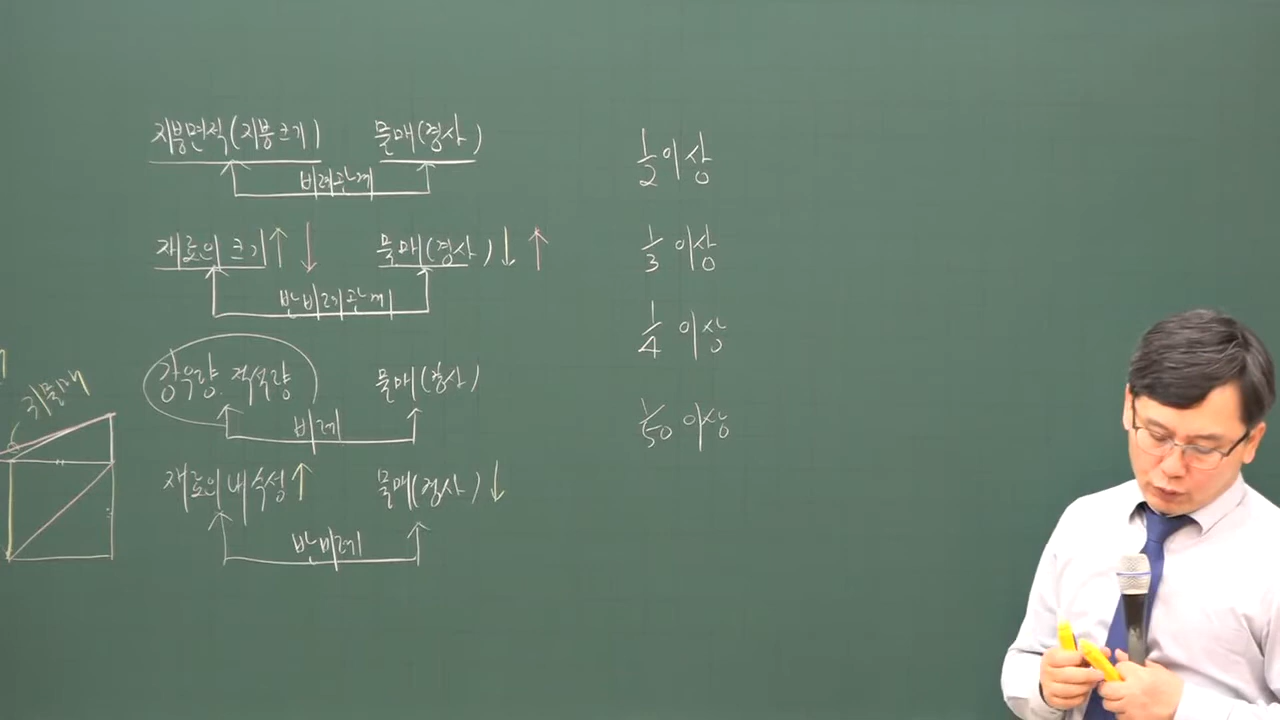 지붕면적(지붕크기) 물매(경사)
비례관계
재료의 크기↑↓ 물매(경사)↓↑
반비례관계
강우량.적설량 물매(경사)
비례
재료의 내수성↑ 물매(경사)↓
반비례
되물매
1/2 이상
1/3 이상
1/4 이상
1/50 이상